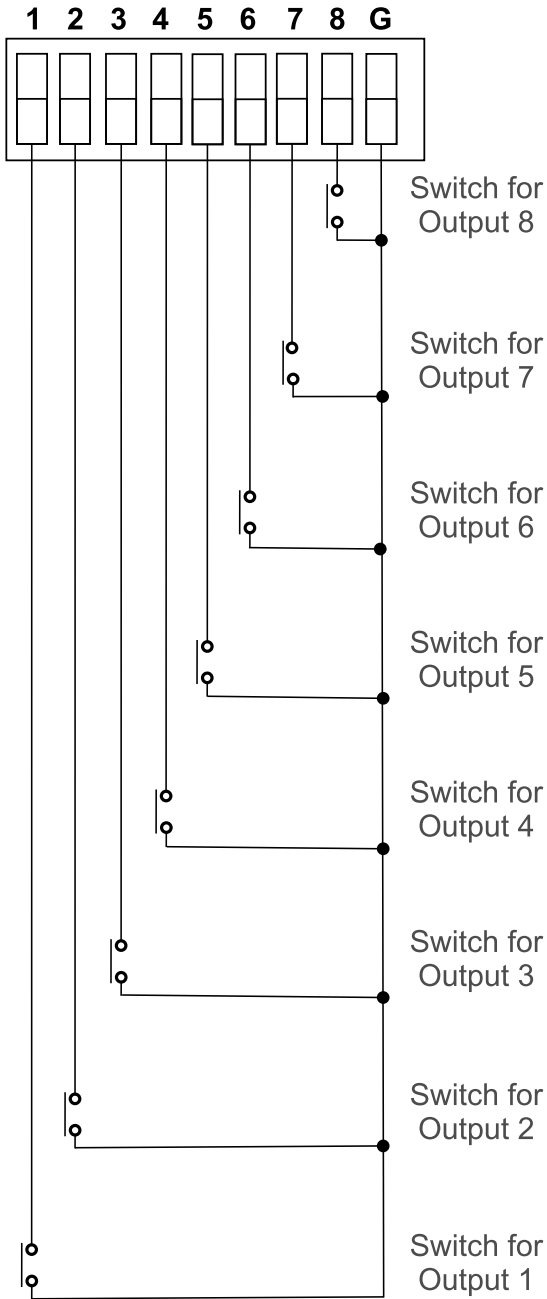 1 2 3 4 5 6 7 8 G
Switch for
Output 8
Switch for
Output 7
Switch for
Output 6
Switch for
Output 5
Switch for
Output 4
Switch for
Output 3
Switch for
Output 2
Switch for
Output 1